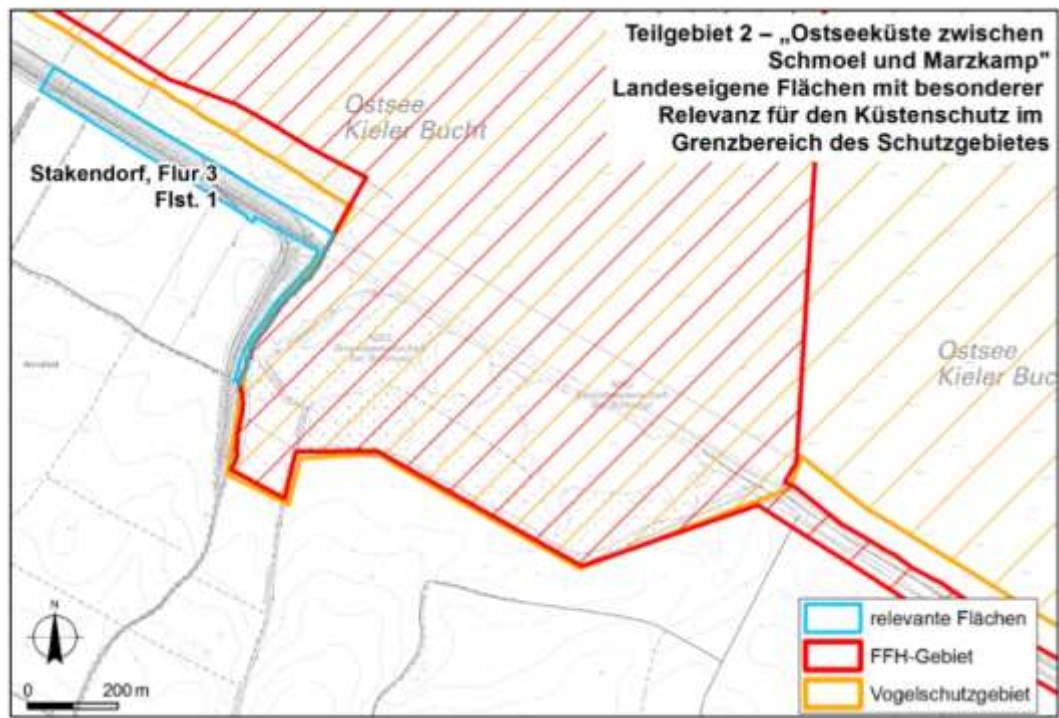 Teilgebiet 2 – „Ostseeküste zwischen
Schmoel und Marzkamp"
Landeseigene Flächen mit besonderer
Relevanz für den Küstenschutz im
Grenzbereich des Schutzgebietes
Ostsee
Kieler Bucht
Stakendorf, Flur 3
Flst. 1
Ostsee
Kieler Buc
N
0 200 m
relevante Flächen
FFH-Gebiet
Vogelschutzgebiet